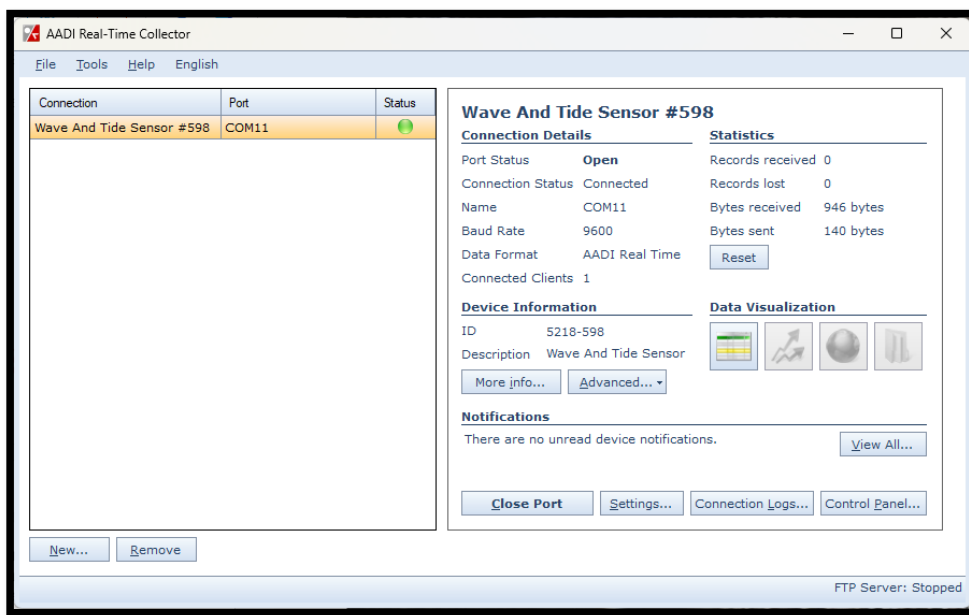 AADI Real-Time Collector
File Tools Help English
Connection Port Status
Wave And Tide Sensor #598 COM11
Wave And Tide Sensor #598
Connection Details
Port Status Open
Connection Status Connected
Name COM11
Baud Rate 9600
Data Format AADI Real Time
Connected Clients 1
Statistics
Records received 0
Records lost 0
Bytes received 946 bytes
Bytes sent 140 bytes
Reset
Device Information
ID 5218-598
Description Wave And Tide Sensor
More info... Advanced...
Data Visualization
Notifications
There are no unread device notifications.
View All...
Close Port Settings... Connection Logs... Control Panel...
New... Remove
FTP Server: Stopped